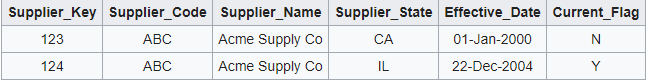 Supplier_Key Supplier_Code Supplier_Name Supplier_State Effective_Date Current_Flag
123 ABC Acme Supply Co CA 01-Jan-2000 N
124 ABC Acme Supply Co IL 22-Dec-2004 Y